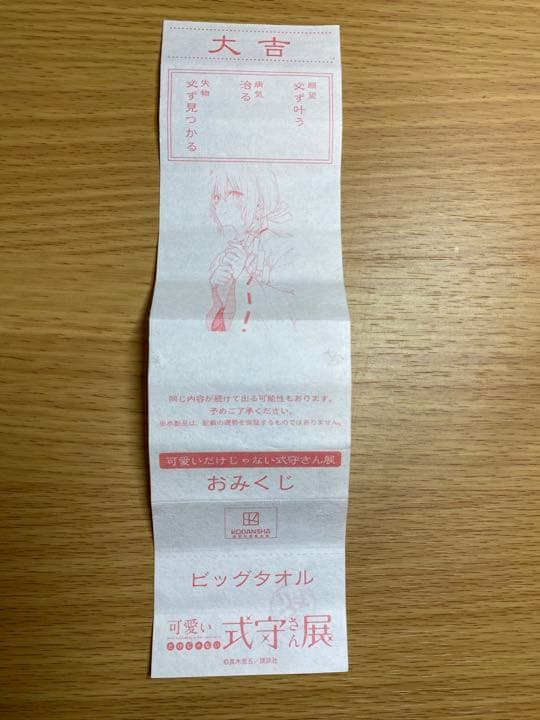 大吉
願望
必ず叶う
病気
治る
失物
必ず見つかる
同じ内容が続けて出る可能性もあります。
予めご了承ください。
※本動品は、記載の運勢を保証するものではありません。
可愛いだけじゃない式守さん展
おみくじ
KODANSHA
ビッグタオル
可愛い
だけじゃない
式守さん展
©真木蛍五／講談社